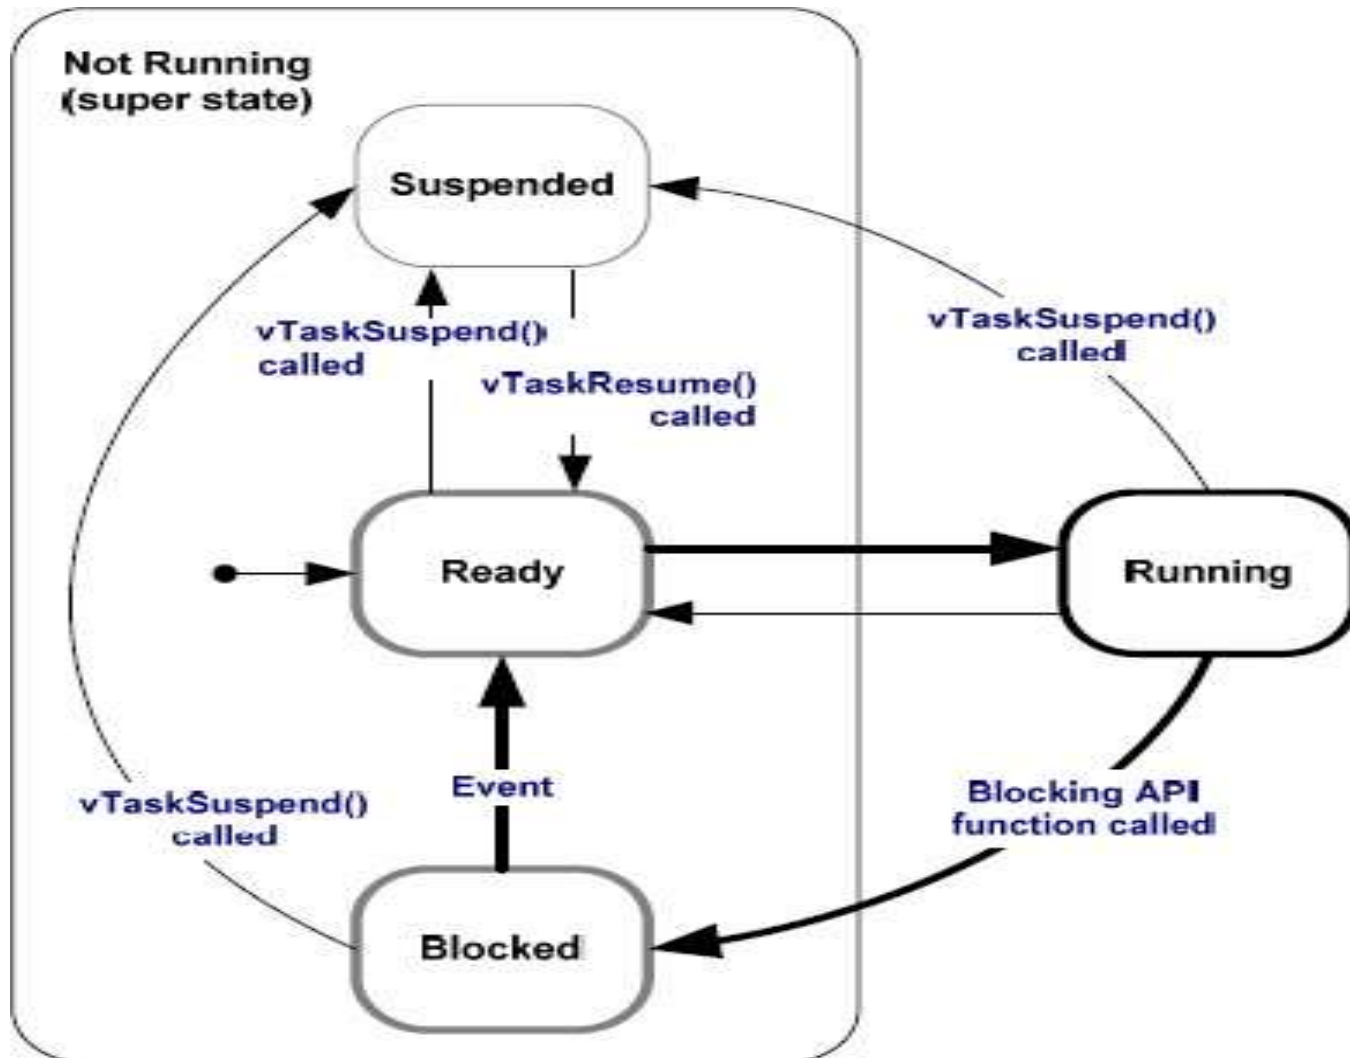 Not Running
(super state)
Suspended
vTaskSuspend()
called
vTaskResume()
called
vTaskSuspend()
called
Ready
Running
Event
vTaskSuspend()
called
Blocking API
function called
Blocked